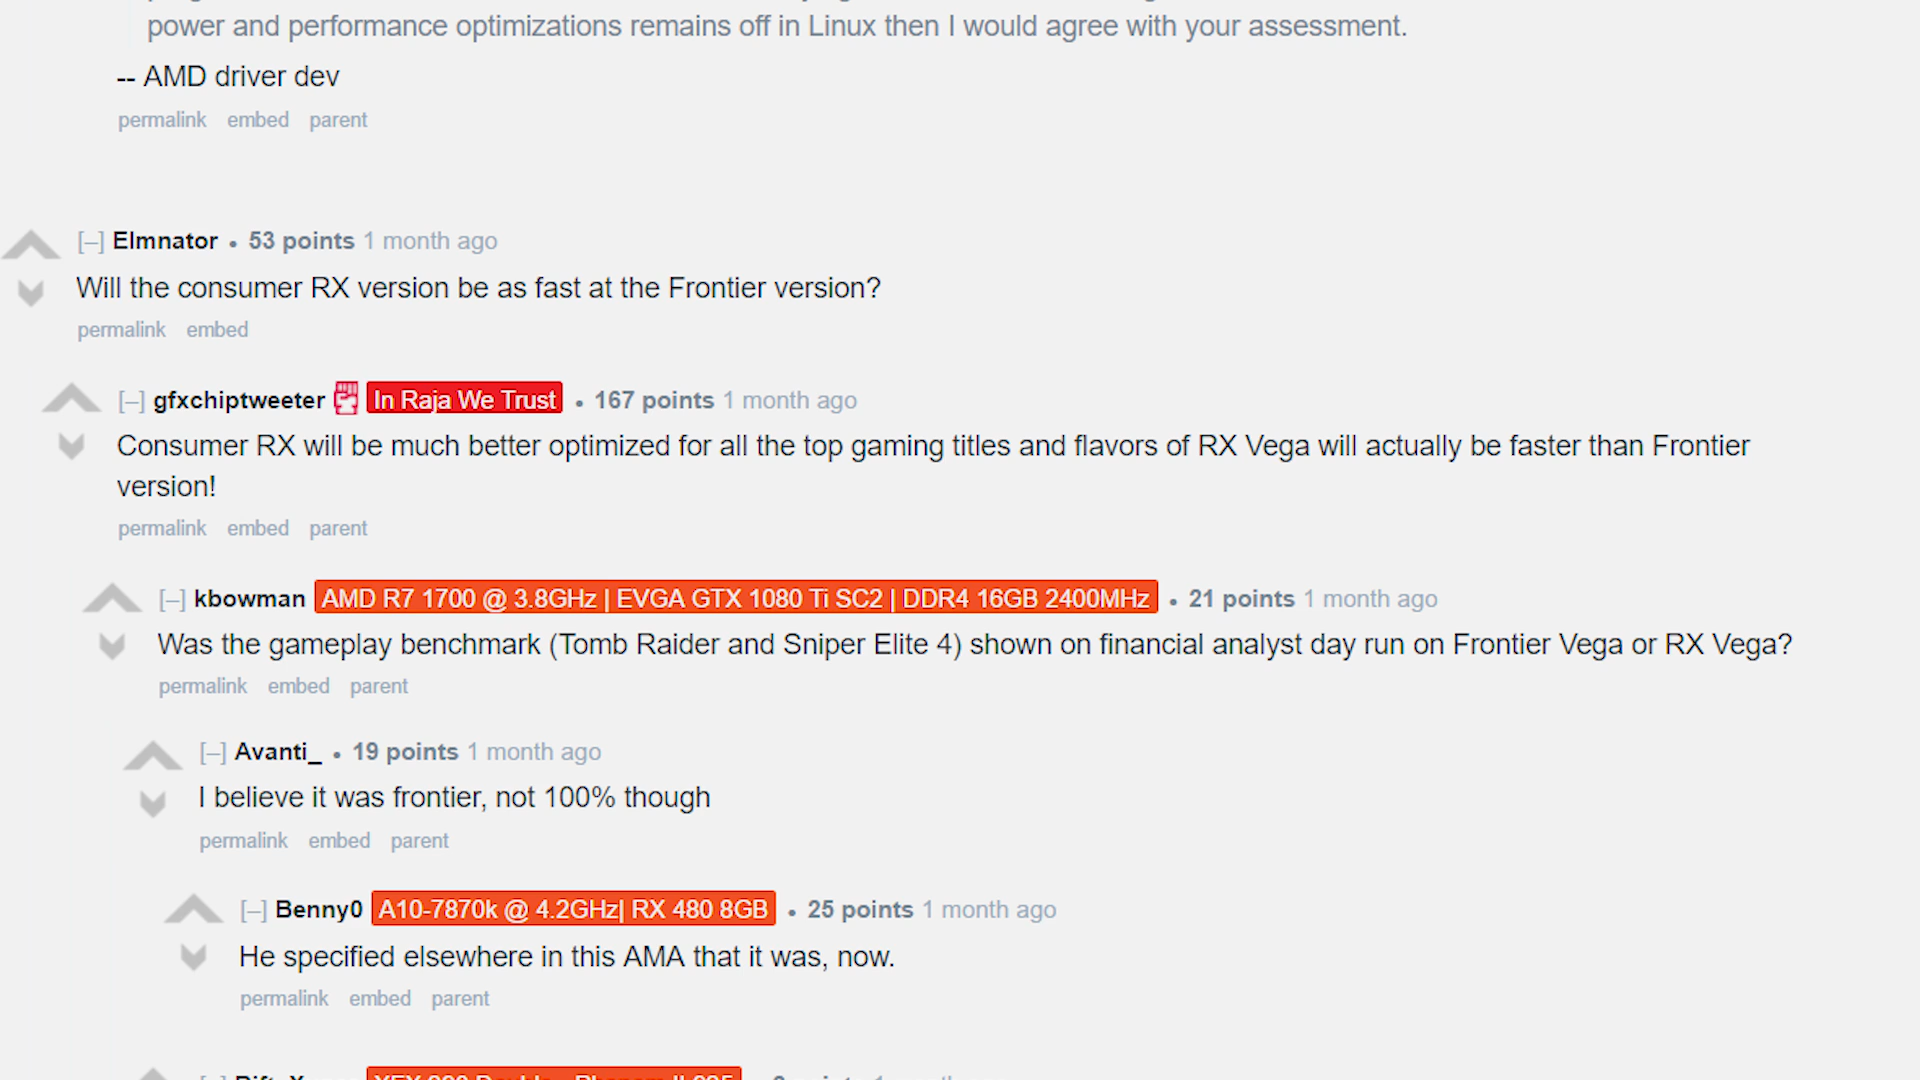 power and performance optimizations remains off in Linux then I would agree with your assessment.
-- AMD driver dev
permalink embed parent
[–] Elmnator • 53 points 1 month ago
Will the consumer RX version be as fast at the Frontier version?
permalink embed
[–] gfxchiptweeter In Raja We Trust • 167 points 1 month ago
Consumer RX will be much better optimized for all the top gaming titles and flavors of RX Vega will actually be faster than Frontier
version!
permalink embed parent
[–] kbowman AMD R7 1700 @ 3.8GHz | EVGA GTX 1080 Ti SC2 | DDR4 16GB 2400MHz • 21 points 1 month ago
Was the gameplay benchmark (Tomb Raider and Sniper Elite 4) shown on financial analyst day run on Frontier Vega or RX Vega?
permalink embed parent
[–] Avanti_ • 19 points 1 month ago
I believe it was frontier, not 100% though
permalink embed parent
[–] Benny0 A10-7870k @ 4.2GHz| RX 480 8GB • 25 points 1 month ago
He specified elsewhere in this AMA that it was, now.
permalink embed parent